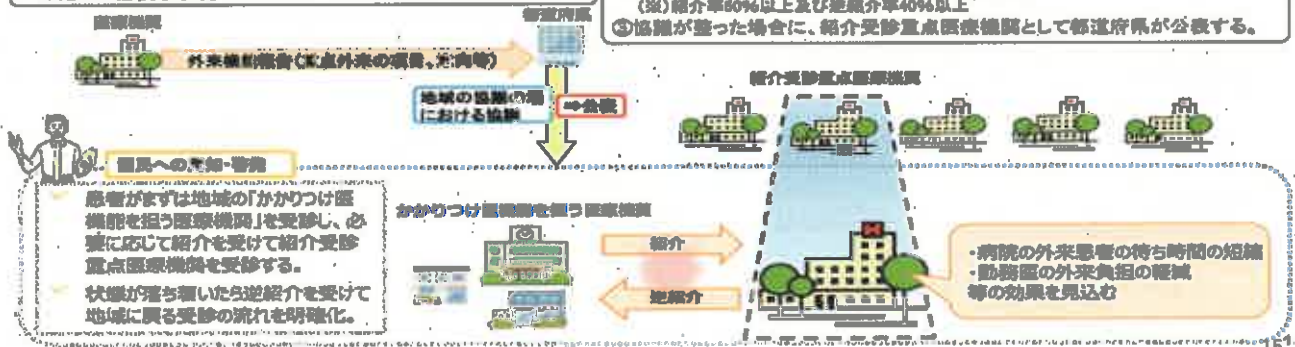 (※)紹介率50%以上及び逆紹介率40%以上
③協議が整った場合に、紹介受診重点医療機関として都道府県が公表する。
医療機関
都道府県
外来機能報告(重点外来の項目、意向等)
地域の協議の場
における協議
⇒公表
紹介受診重点医療機関
国民への周知・啓発
患者がまずは地域の「かかりつけ医
機能を担う医療機関」を受診し、必
要に応じて紹介を受けて紹介受診
重点医療機関を受診する。
状態が落ち着いたら逆紹介を受けて
地域に戻る受診の流れを明確化。
かかりつけ医機能を担う医療機関
紹介
逆紹介
・病院の外来患者の待ち時間の短縮
・勤務医の外来負担の軽減
等の効果を見込む
151